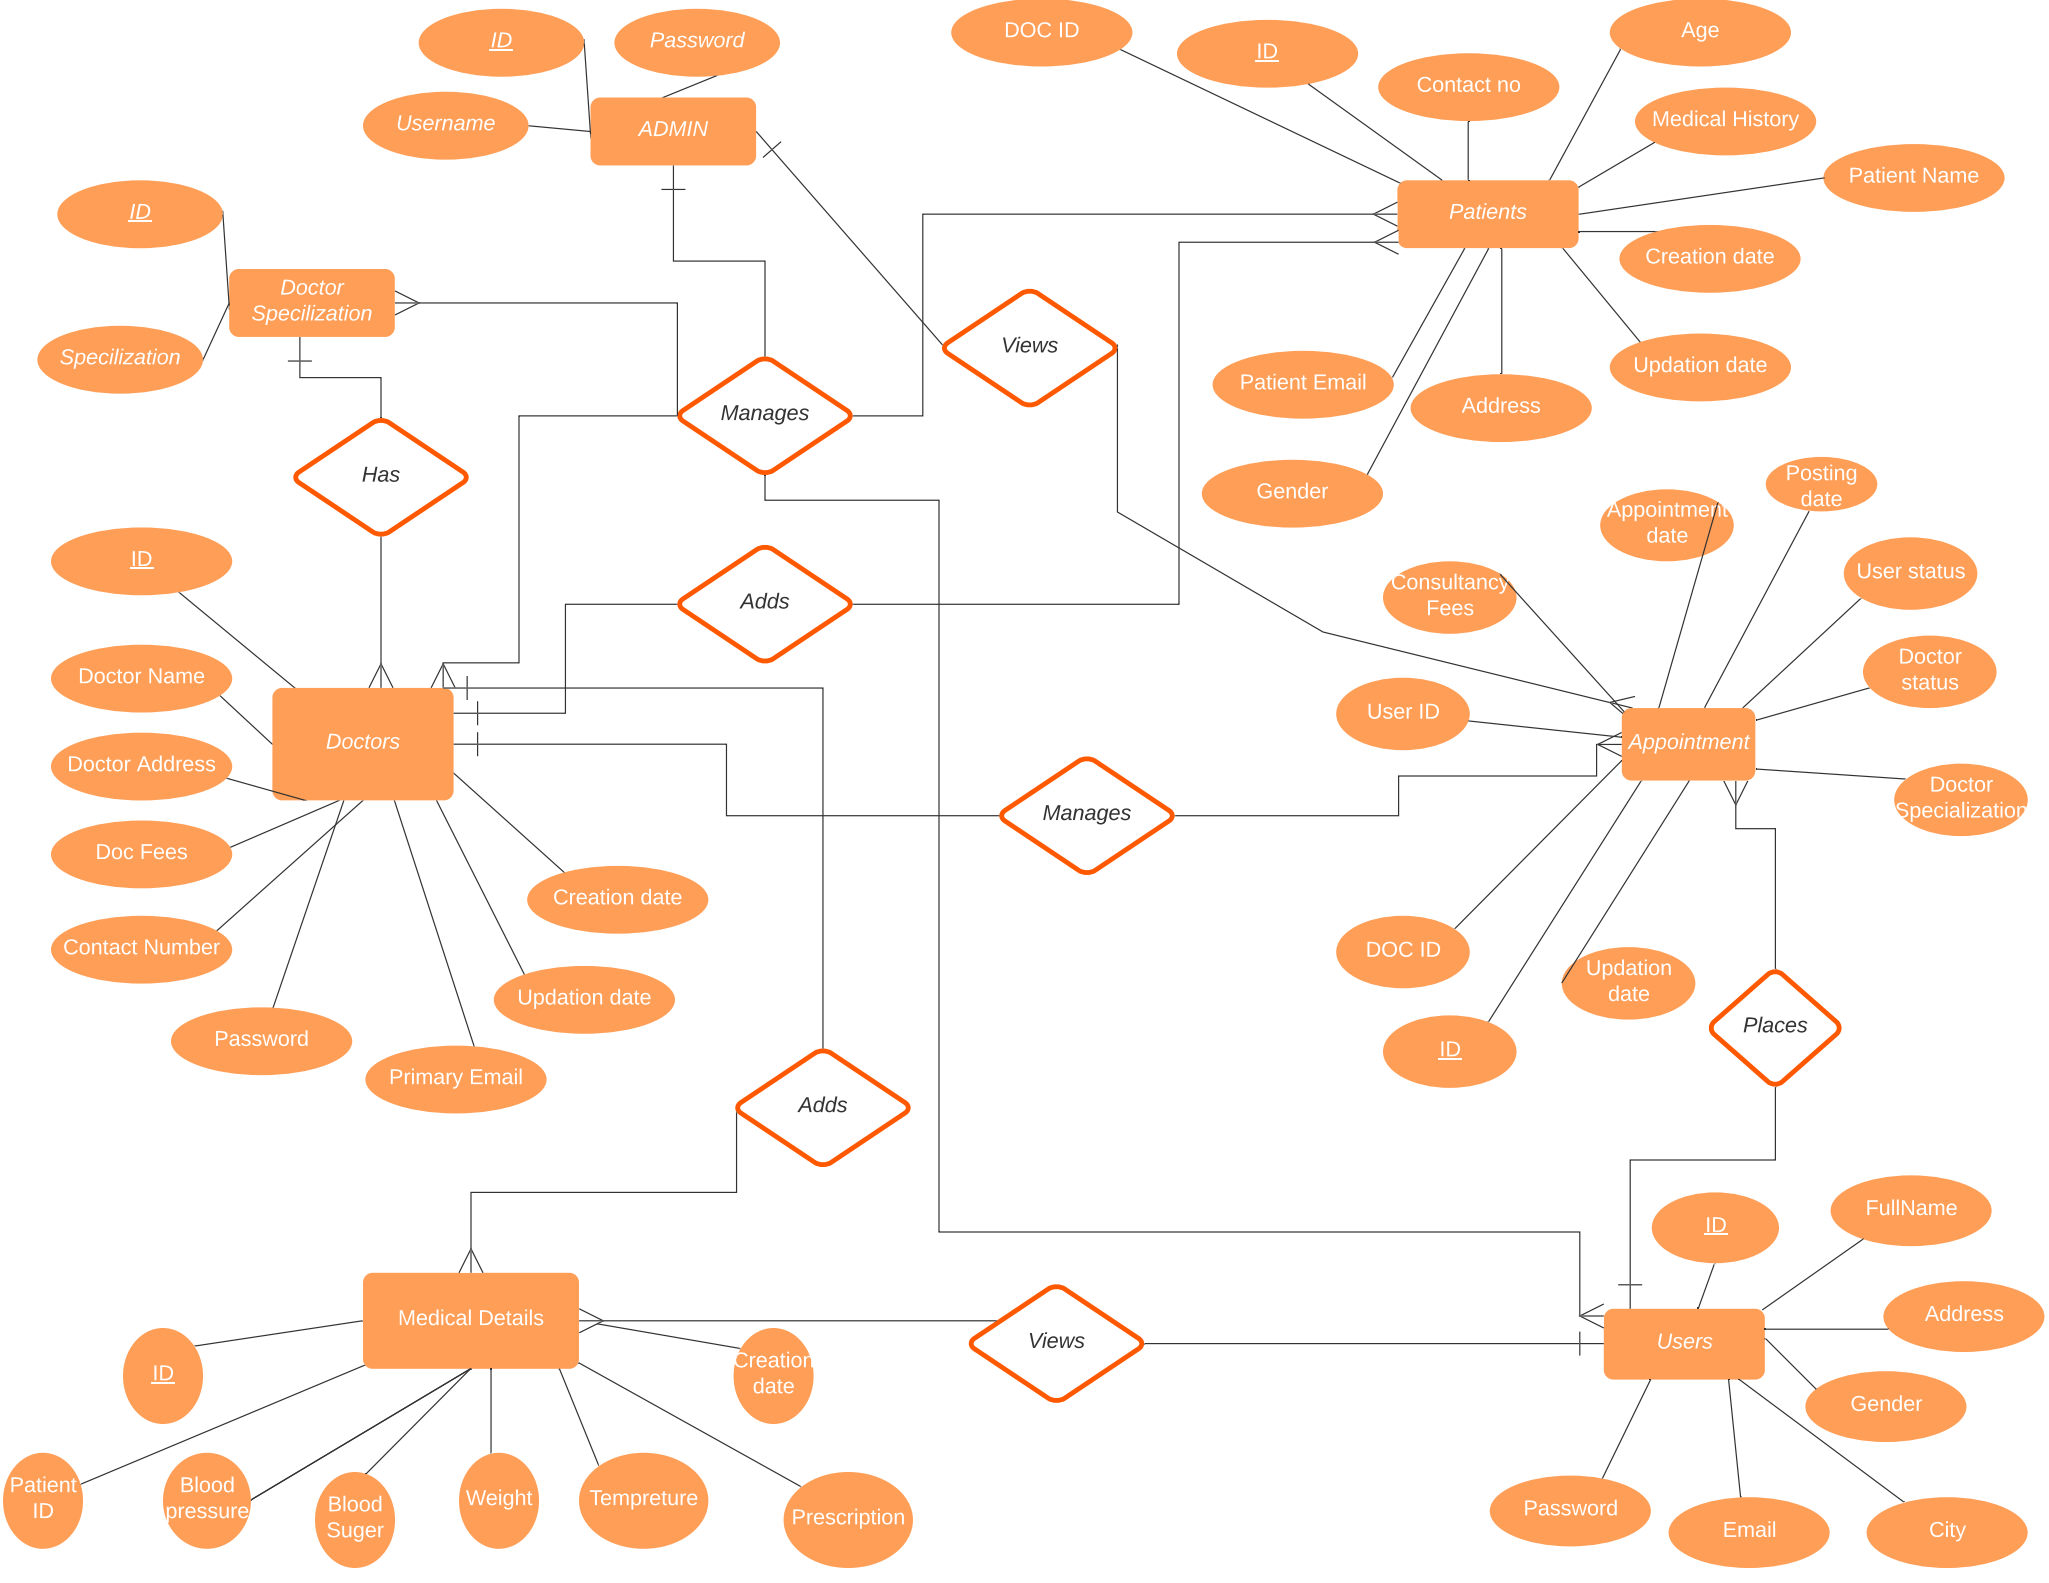 DOC ID
Age
ID
Password
ID
Contact no
Medical History
Username
ADMIN
Patient Name
ID
Patients
Creation date
Doctor
Specilization
Specilization
Views
Updation date
Patient Email
Address
Manages
Has
Gender
Posting
date
Appointment
date
ID
Consultancy
Fees
User status
Adds
Doctor
status
Doctor Name
User ID
Doctors
Appointment
Doctor Address
Doctor
Specialization
Manages
Doc Fees
Creation date
Contact Number
DOC ID
Updation
date
Updation date
Password
Places
ID
Primary Email
Adds
FullName
ID
Address
Medical Details
Users
Views
ID
Creation
date
Gender
Patient
ID
Blood
pressure
Blood
Suger
Weight
Tempreture
Prescription
Password
Email
City